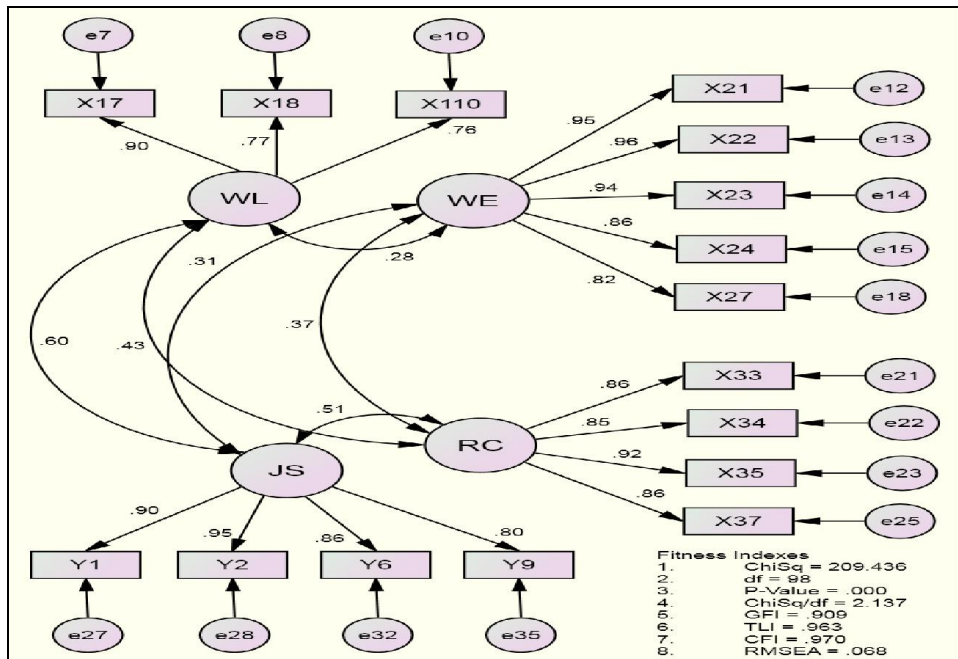 e7
e8
e10
X17
X18
X110
X21
e12
.95
X22
e13
.96
.90
.77
.76
WL
WE
.94
X23
e14
.86
X24
e15
.31
.28
.82
X27
e18
.60
.43
.37
.86
X33
e21
.51
.85
X34
e22
RC
JS
.92
X35
e23
.86
X37
e25
.90
.95
.86
.80
Y1
Y2
Y6
Y9
e27
e28
e32
e35
Fitness Indexes
1. ChiSq = 209.436
2. df = 98
3. P-Value = .000
4. ChiSq/df = 2.137
5. GFI = .909
6. TLI = .963
7. CFI = .970
8. RMSEA = .068